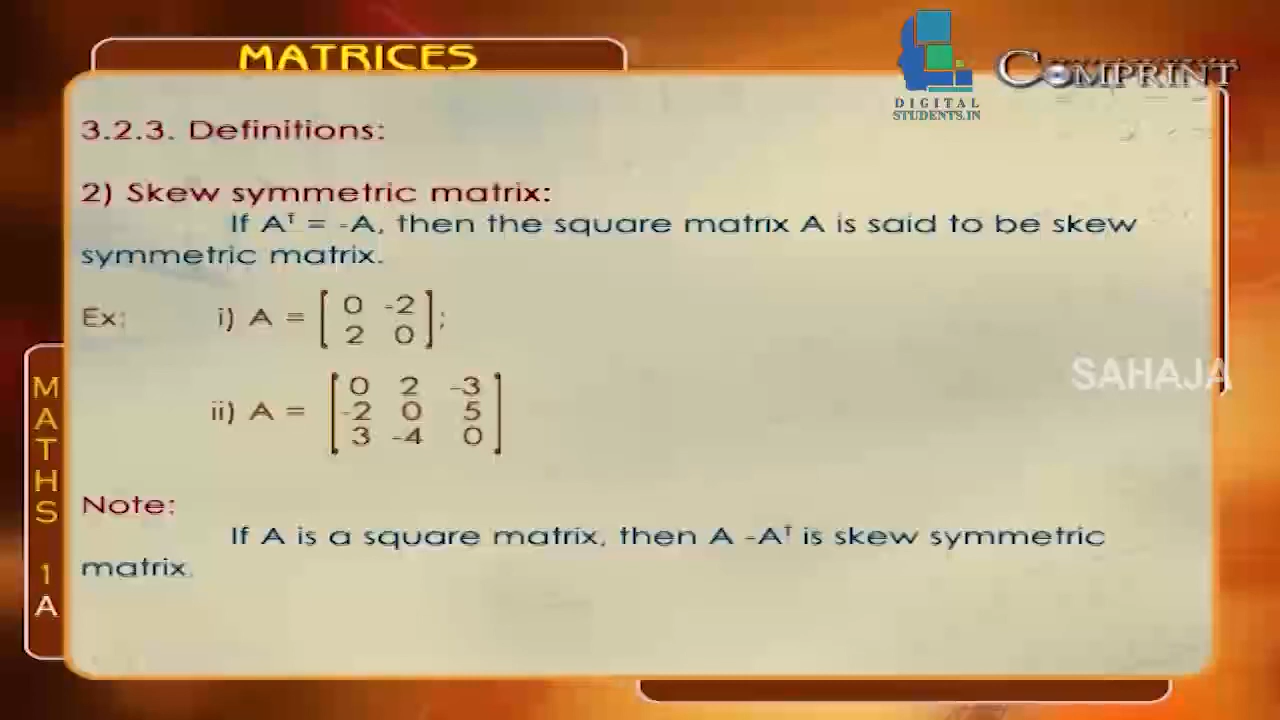 MATRICES
DIGITAL
STUDENTS.IN
COMPRINT
3.2.3. Definitions:
2) Skew symmetric matrix:
If Aᵀ = -A, then the square matrix A is said to be skew
symmetric matrix.
Ex: i) A = [ 0 -2
2 0 ];
ii) A = [ 0 2 -3
-2 0 5
3 -4 0 ]
SAHAJA
Note:
If A is a square matrix, then A -Aᵀ is skew symmetric
matrix.
MATHS 1A